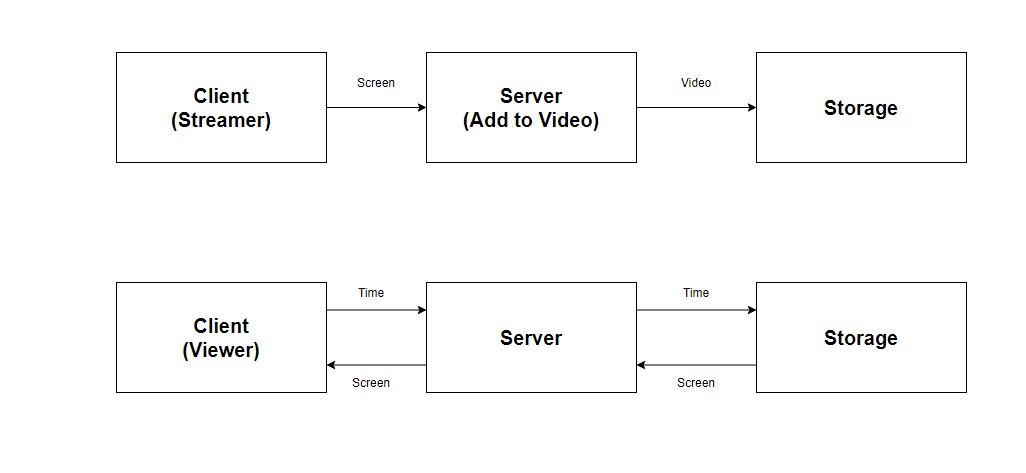 Screen
Video
Client
(Streamer)
Server
(Add to Video)
Storage
Time
Time
Client
(Viewer)
Server
Storage
Screen
Screen